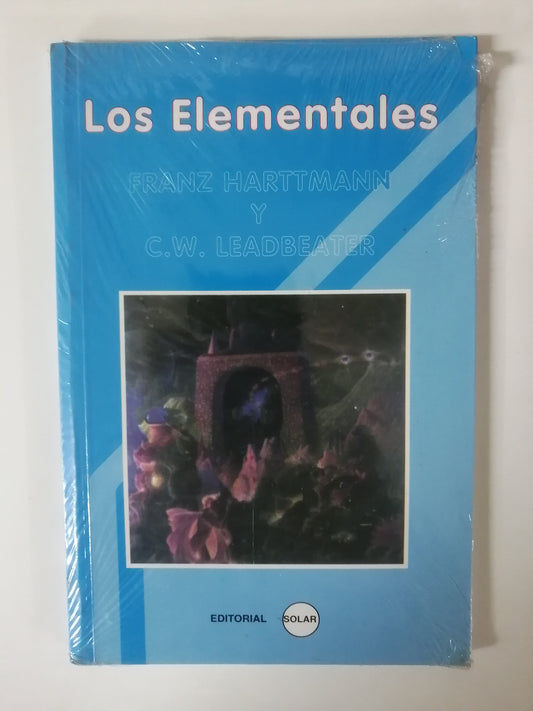 Los Elementales
FRANZ HARTTMANN
Y
C.W. LEADBEATER
EDITORIAL SOLAR